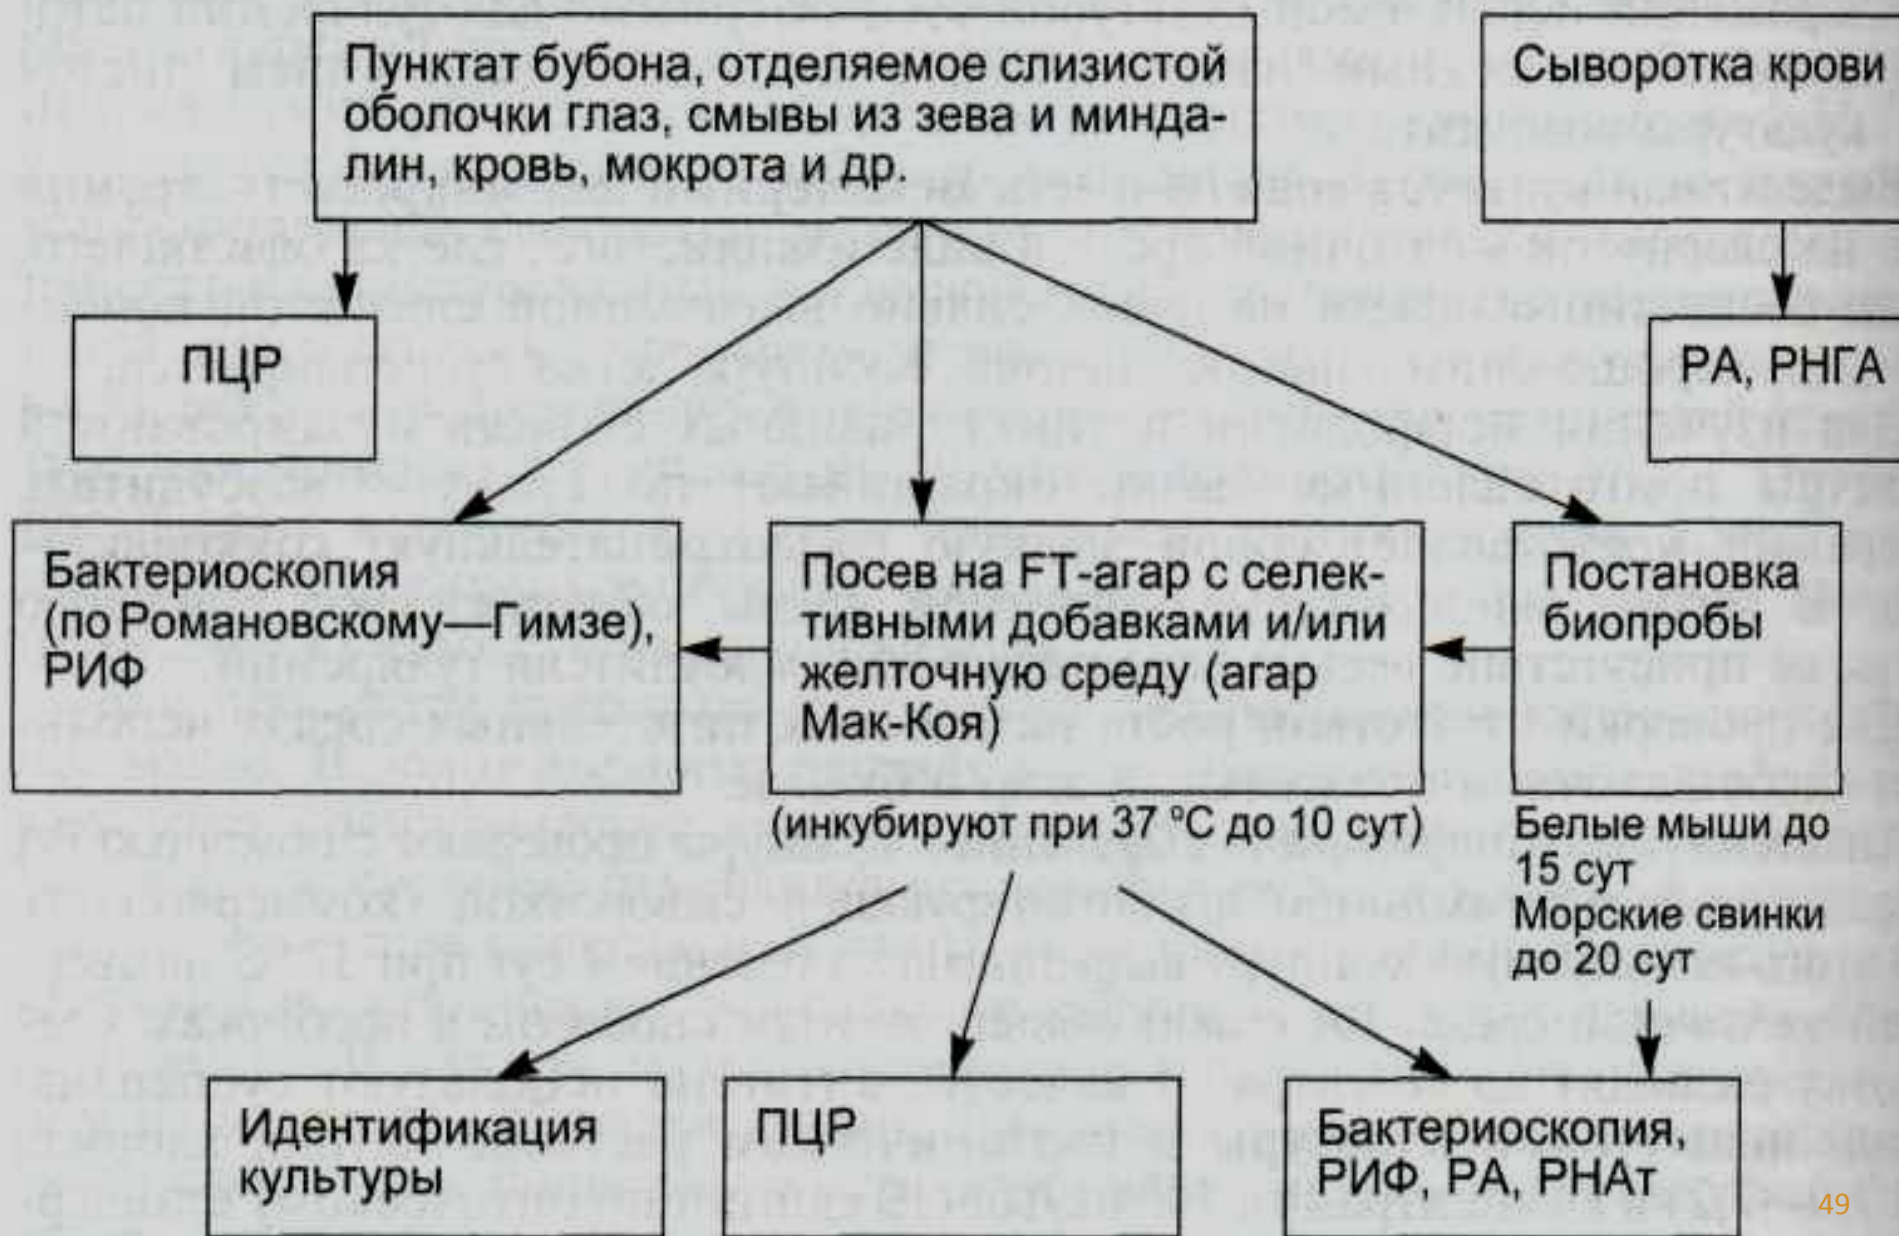 Пунктат бубона, отделяемое слизистой
оболочки глаз, смывы из зева и минда-
лин, кровь, мокрота и др.
Сыворотка крови
ПЦР
РА, РНГА
Бактериоскопия
(по Романовскому—Гимзе),
РИФ
Посев на FT-агар с селек-
тивными добавками и/или
желточную среду (агар
Мак-Коя)
Постановка
биопробы
(инкубируют при 37 °С до 10 сут)
Белые мыши до
15 сут
Морские свинки
до 20 сут
Идентификация
культуры
ПЦР
Бактериоскопия,
РИФ, РА, РНАт
49